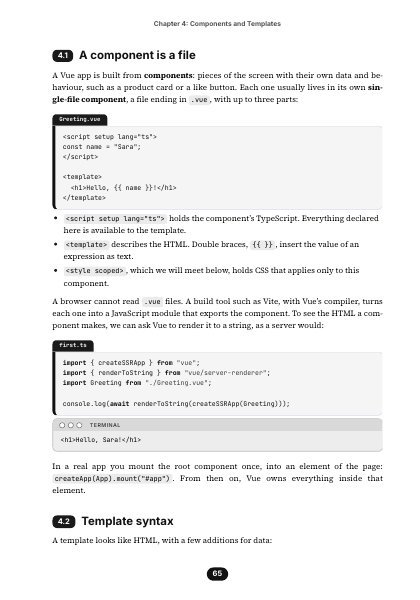 Chapter 4: Components and Templates
4.1 A component is a file
A Vue app is built from components: pieces of the screen with their own data and be-
haviour, such as a product card or a like button. Each one usually lives in its own sin-
gle-file component, a file ending in .vue, with up to three parts:
Greeting.vue
<script setup lang="ts">
const name = "Sara";
</script>
<template>
  <h1>Hello, {{ name }}!</h1>
</template>
• <script setup lang="ts"> holds the component's TypeScript. Everything declared
here is available to the template.
• <template> describes the HTML. Double braces, {{ }}, insert the value of an
expression as text.
• <style scoped>, which we will meet below, holds CSS that applies only to this
component.
A browser cannot read .vue files. A build tool such as Vite, with Vue's compiler, turns
each one into a JavaScript module that exports the component. To see the HTML a com-
ponent makes, we can ask Vue to render it to a string, as a server would:
first.ts
import { createSSRApp } from "vue";
import { renderToString } from "vue/server-renderer";
import Greeting from "./Greeting.vue";
console.log(await renderToString(createSSRApp(Greeting)));
TERMINAL
<h1>Hello, Sara!</h1>
In a real app you mount the root component once, into an element of the page:
createApp(App).mount("#app"). From then on, Vue owns everything inside that
element.
4.2 Template syntax
A template looks like HTML, with a few additions for data:
65